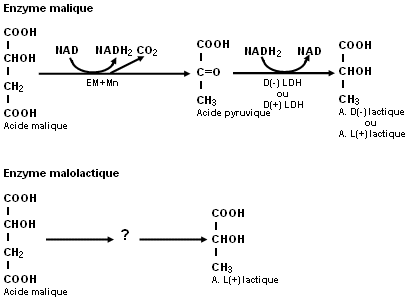 Enzyme malique
COOH
CHOH
CH2
COOH
Acide malique
NAD NADH2 CO2
EM+Mn
COOH
C=O
CH3
Acide pyruvique
NADH2 NAD
D(-) LDH
ou
D(+) LDH
COOH
CHOH
CH3
A. D(-) lactique
ou
A. L(+) lactique
Enzyme malolactique
COOH
CHOH
CH2
COOH
Acide malique
?
COOH
CHOH
CH3
A. L(+) lactique